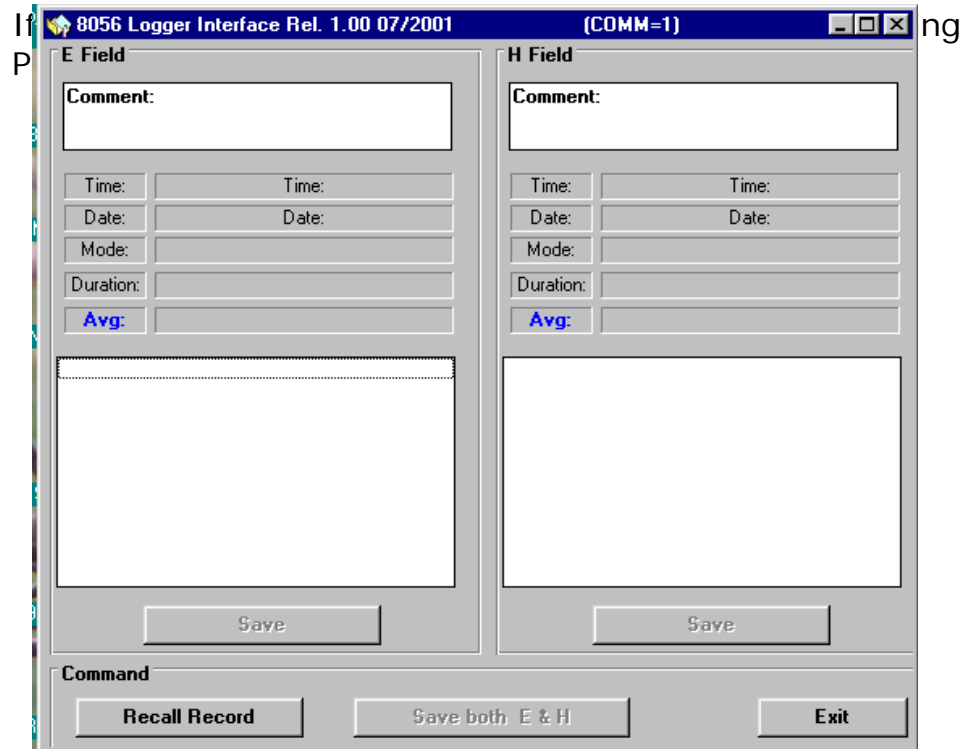 If 8056 Logger Interface Rel. 1.00 07/2001 (COMM=1) ng
P
E Field
Comment:
Time: Time:
Date: Date:
Mode:
Duration:
Avg:
Save
H Field
Comment:
Time: Time:
Date: Date:
Mode:
Duration:
Avg:
Save
Command
Recall Record Save both E & H Exit